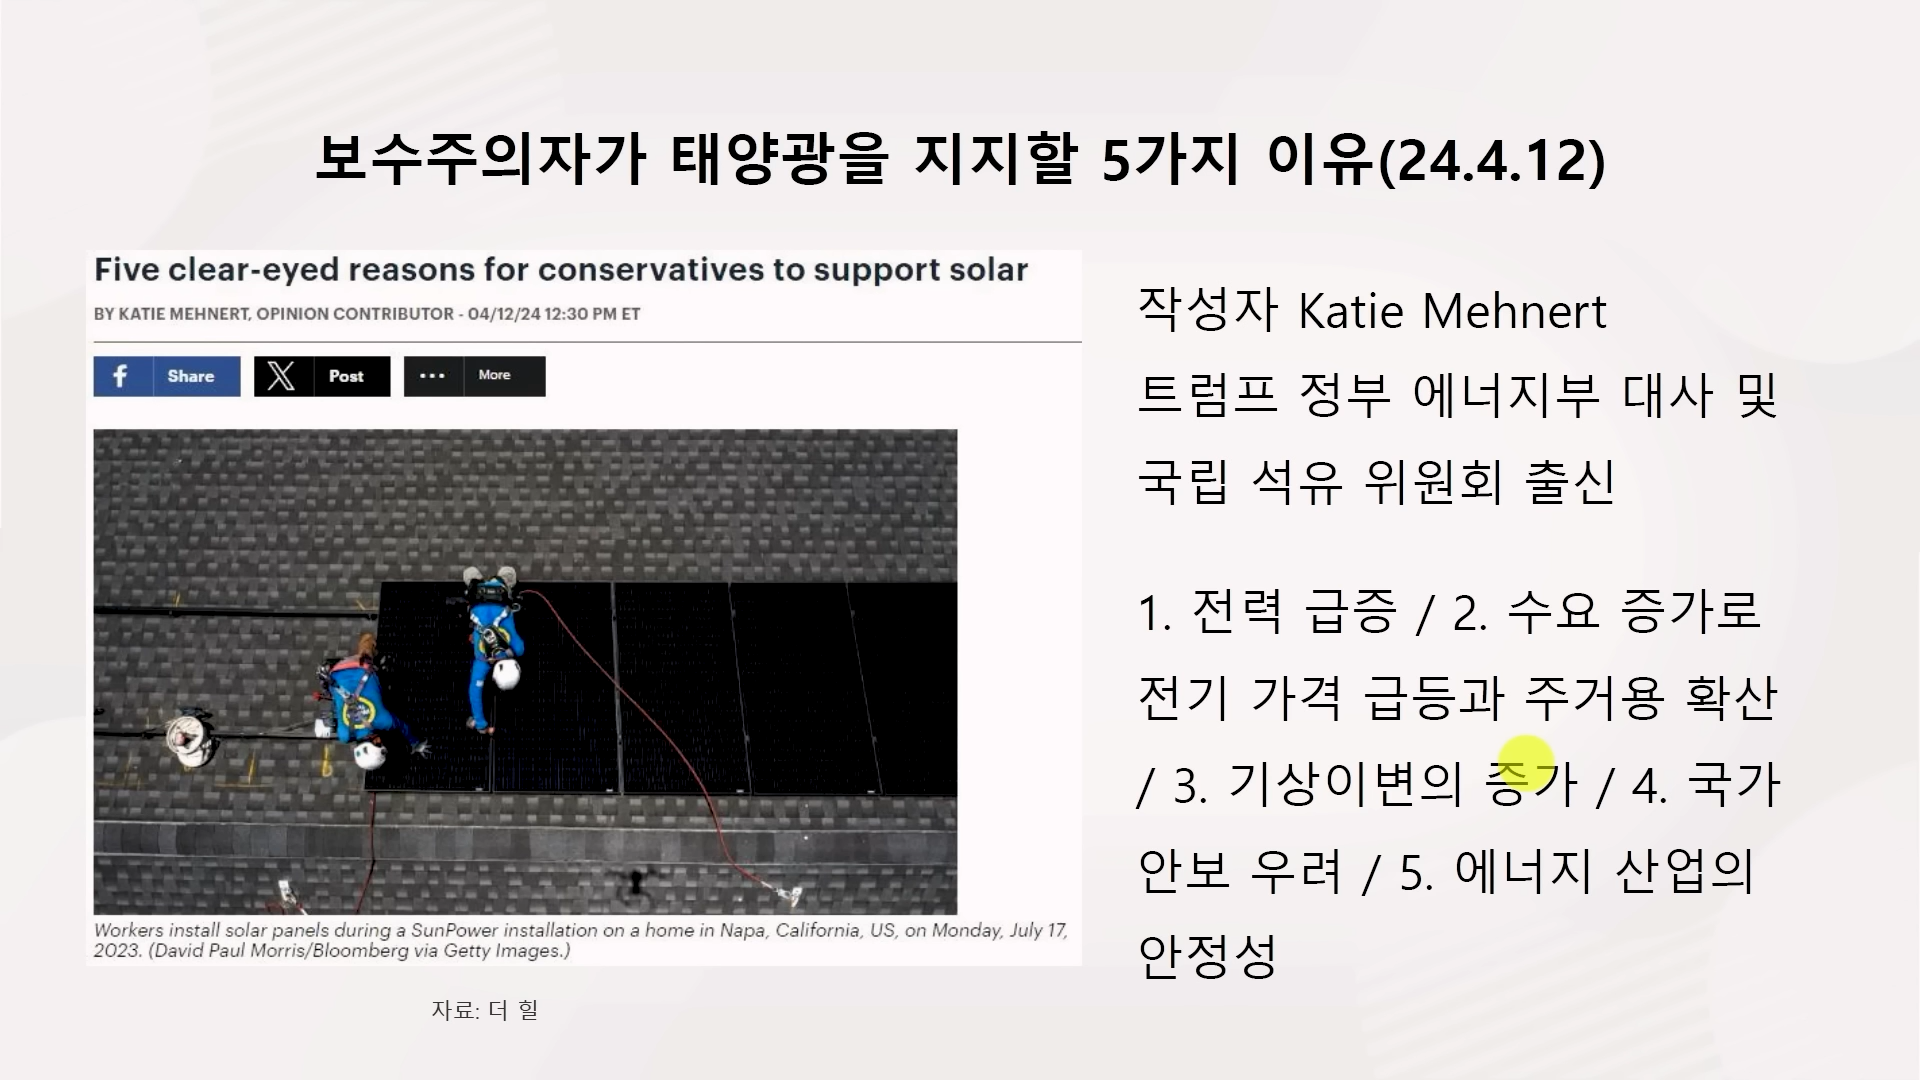 보수주의자가 태양광을 지지할 5가지 이유(24.4.12)
Five clear-eyed reasons for conservatives to support solar
BY KATIE MEHNERT, OPINION CONTRIBUTOR - 04/12/24 12:30 PM ET
Share
Post
More
Workers install solar panels during a SunPower installation on a home in Napa, California, US, on Monday, July 17,
2023. (David Paul Morris/Bloomberg via Getty Images.)
자료: 더 힐
작성자 Katie Mehnert
트럼프 정부 에너지부 대사 및
국립 석유 위원회 출신
1. 전력 급증 / 2. 수요 증가로
전기 가격 급등과 주거용 확산
/ 3. 기상이변의 증가 / 4. 국가
안보 우려 / 5. 에너지 산업의
안정성